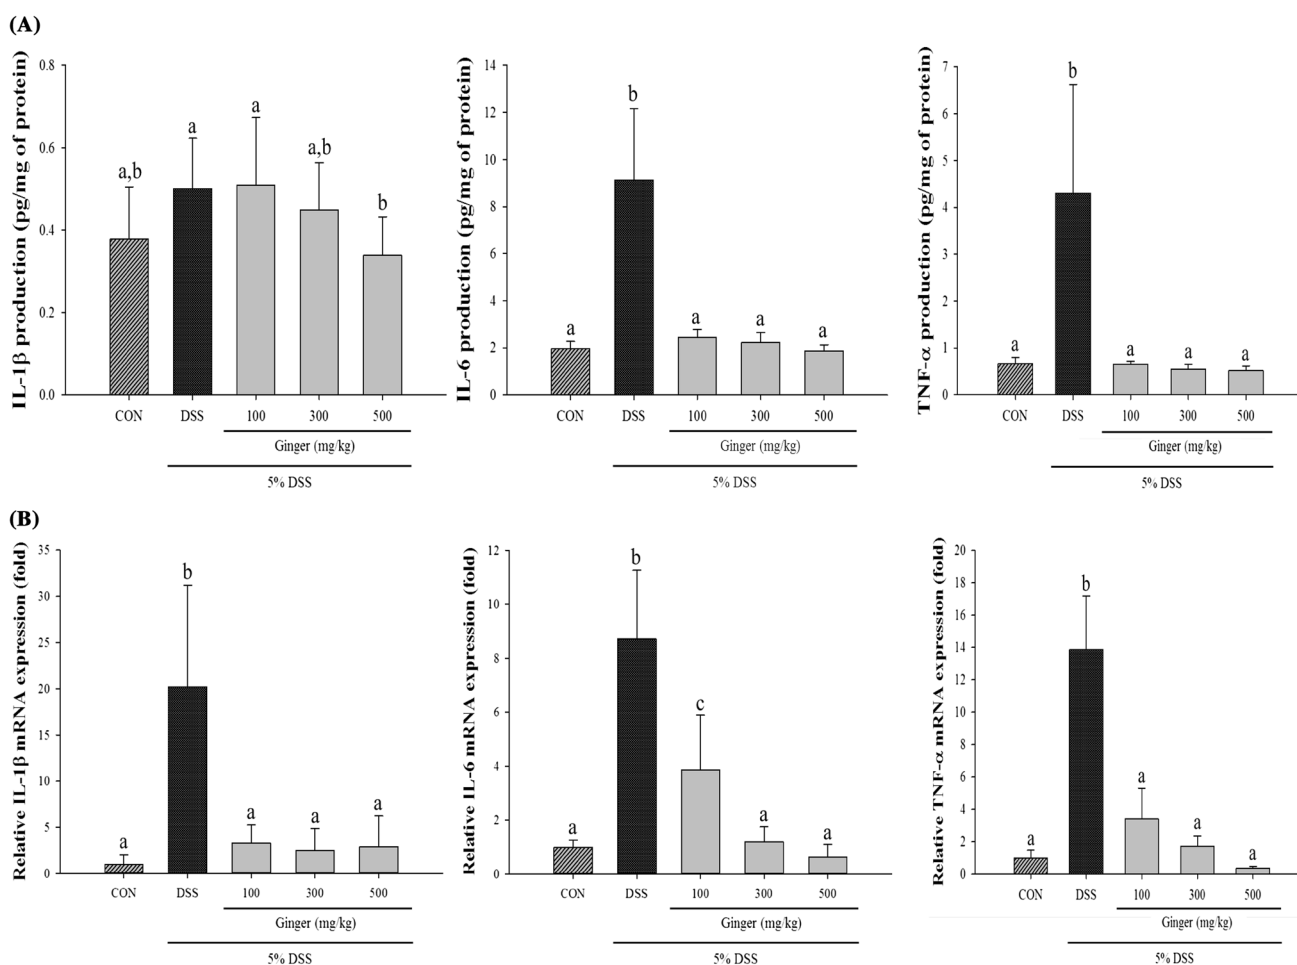 (A)
IL-1β production (pg/mg of protein)
0.8
0.6
0.4
0.2
0.0
a,b
a
a
a,b
b
CON DSS 100 300 500
Ginger (mg/kg)
5% DSS
IL-6 production (pg/mg of protein)
14
12
10
8
6
4
2
0
a
b
a
a
a
CON DSS 100 300 500
Ginger (mg/kg)
5% DSS
TNF-α production (pg/mg of protein)
7
6
5
4
3
2
1
0
a
b
a
a
a
CON DSS 100 300 500
Ginger (mg/kg)
5% DSS
(B)
Relative IL-1β mRNA expression (fold)
35
30
25
20
15
10
5
0
a
b
a
a
a
CON DSS 100 300 500
Ginger (mg/kg)
5% DSS
Relative IL-6 mRNA expression (fold)
12
10
8
6
4
2
0
a
b
c
a
a
CON DSS 100 300 500
Ginger (mg/kg)
5% DSS
Relative TNF-α mRNA expression (fold)
20
18
16
14
12
10
8
6
4
2
0
a
b
a
a
a
CON DSS 100 300 500
Ginger (mg/kg)
5% DSS